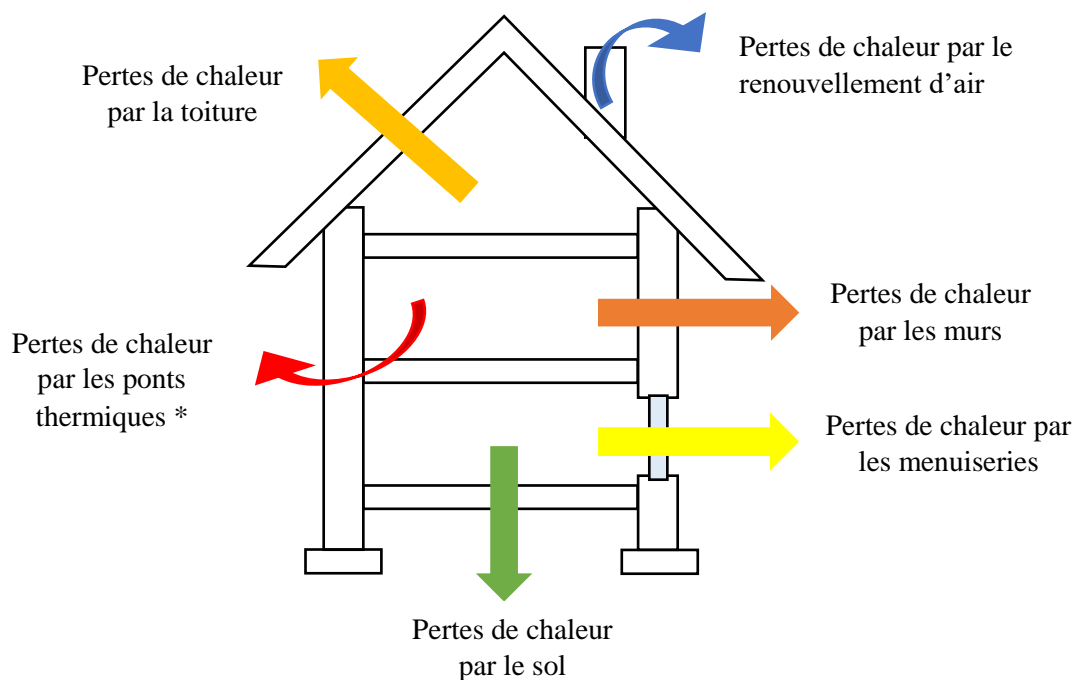 Pertes de chaleur
par la toiture
Pertes de chaleur par le
renouvellement d’air
Pertes de chaleur
par les murs
Pertes de chaleur
par les ponts
thermiques *
Pertes de chaleur par
les menuiseries
Pertes de chaleur
par le sol